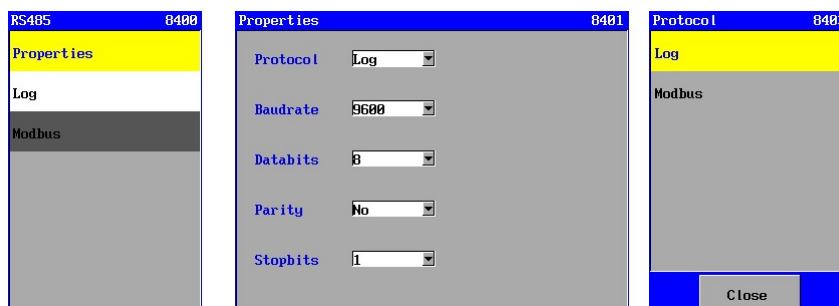 RS485 8400
Properties
Log
Modbus
Properties 8401
Protocol Log
Baudrate 9600
Databits 8
Parity No
Stopbits 1
Protocol
Log
Modbus
Close